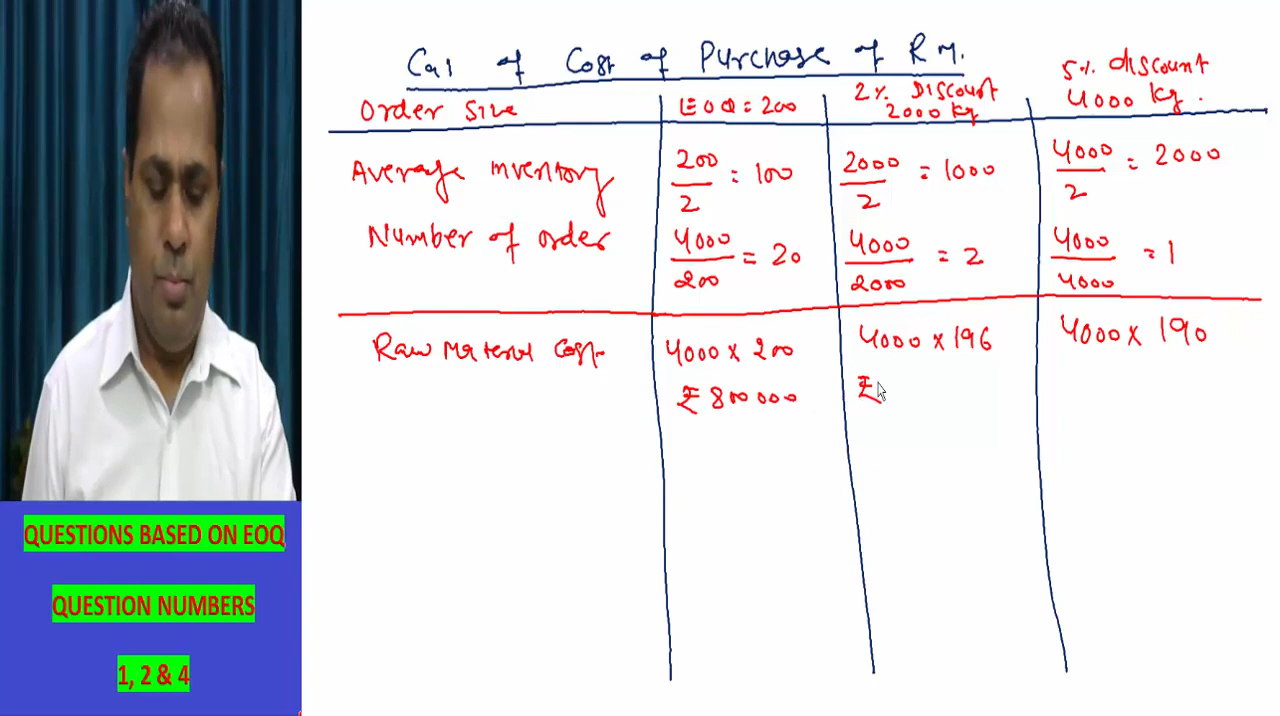 Cal of Cost of Purchase of R M.
Order Size
EOQ = 200
2% Discount
2000 kg
5% Discount
4000 kg.
Average Inventory
200/2 = 100
2000/2 = 1000
4000/2 = 2000
Number of order
4000/200 = 20
4000/2000 = 2
4000/4000 = 1
Raw Material Cost
4000 x 200
4000 x 196
4000 x 190
₹ 800000
₹
QUESTIONS BASED ON EOQ
QUESTION NUMBERS
1, 2 & 4